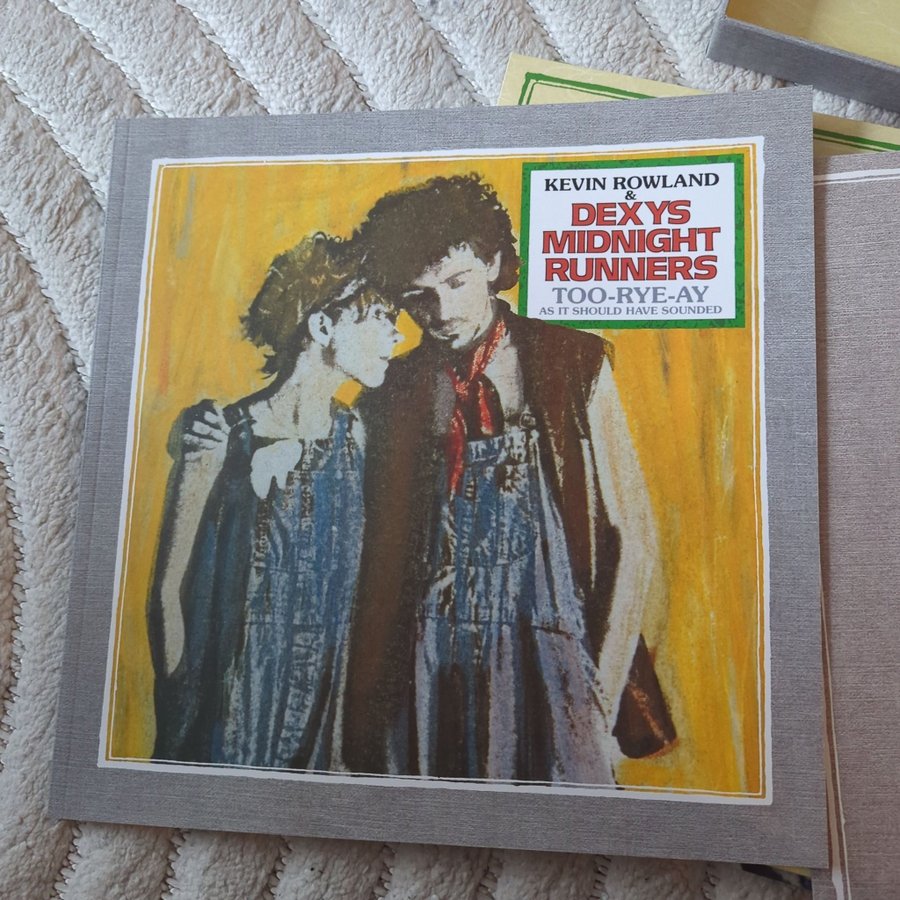 KEVIN ROWLAND
&
DEXYS
MIDNIGHT
RUNNERS
TOO-RYE-AY
AS IT SHOULD HAVE SOUNDED